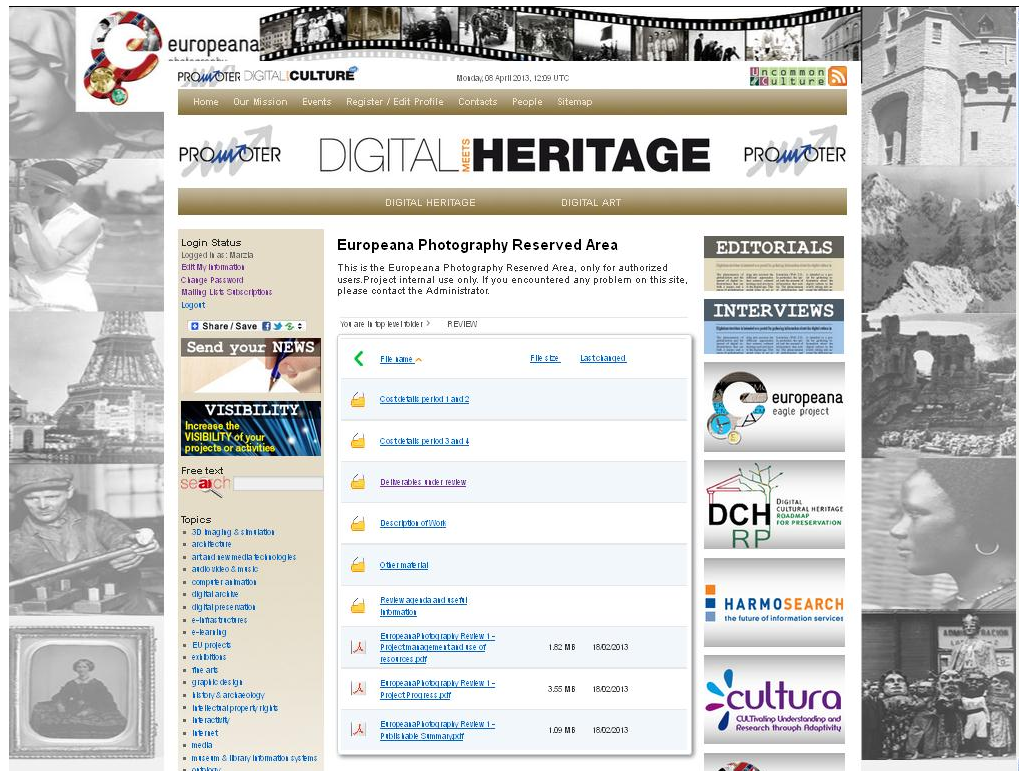 europeana
photography
PROMOTER DIGITAL MEETS CULTURE
Monday, 08 April 2013, 12:09 UTC
Uncommon
Culture
Home Our Mission Events Register / Edit Profile Contacts People Sitemap
PROMOTER DIGITAL MEETS HERITAGE PROMOTER
DIGITAL HERITAGE DIGITAL ART
Login Status
Logged in as: Marzia
Edit My Information
Change Password
Mailing Lists Subscriptions
Logout
Share / Save
Send your NEWS
VISIBILITY
Increase the
VISIBILITY of your
projects or activities
Free text
search
Topics
3D imaging & simulation
architecture
art and new media technologies
audio video & music
computer animation
digital archive
digital preservation
e-infrastructures
e-learning
EU projects
exhibitions
fine arts
graphic design
history & archaeology
intellectual property rights
interactivity
internet
media
museum & library information systems
ontology
Europeana Photography Reserved Area
This is the Europeana Photography Reserved Area, only for authorized
users.Project internal use only. If you encountered any problem on this site,
please contact the Administrator.
You are in top level folder > REVIEW
File name File size Last changed
Cost details period 1 and 2
Cost details period 3 and 4
Deliverables under review
Description of Work
Other material
Review agenda and useful
information
EuropeanaPhotography Review 1 -
Project management and use of
resources.pdf
1.82 MB 18/02/2013
EuropeanaPhotography Review 1 -
Project Progress.pdf
3.55 MB 18/02/2013
EuropeanaPhotography Review 1 -
Publishable Summary.pdf
1.09 MB 18/02/2013
EDITORIALS
INTERVIEWS
europeana
eagle project
DCH
RP
DIGITAL
CULTURAL HERITAGE
ROADMAP
FOR PRESERVATION
HARMOSEARCH
the future of information services
cultura
CULTivating Understanding and
Research through Adaptivity